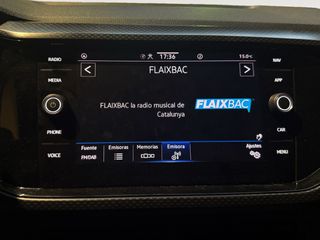 RADIO
17:36
15.0°C
NAV
MEDIA
FLAIXBAC
APP
FLAIXBAC la radio musical de
Catalunya
FLAIXBAC
PHONE
CAR
VOICE
Fuente
FM/DAB
Emisoras
Memorias
Emisora
Ajustes
MENU